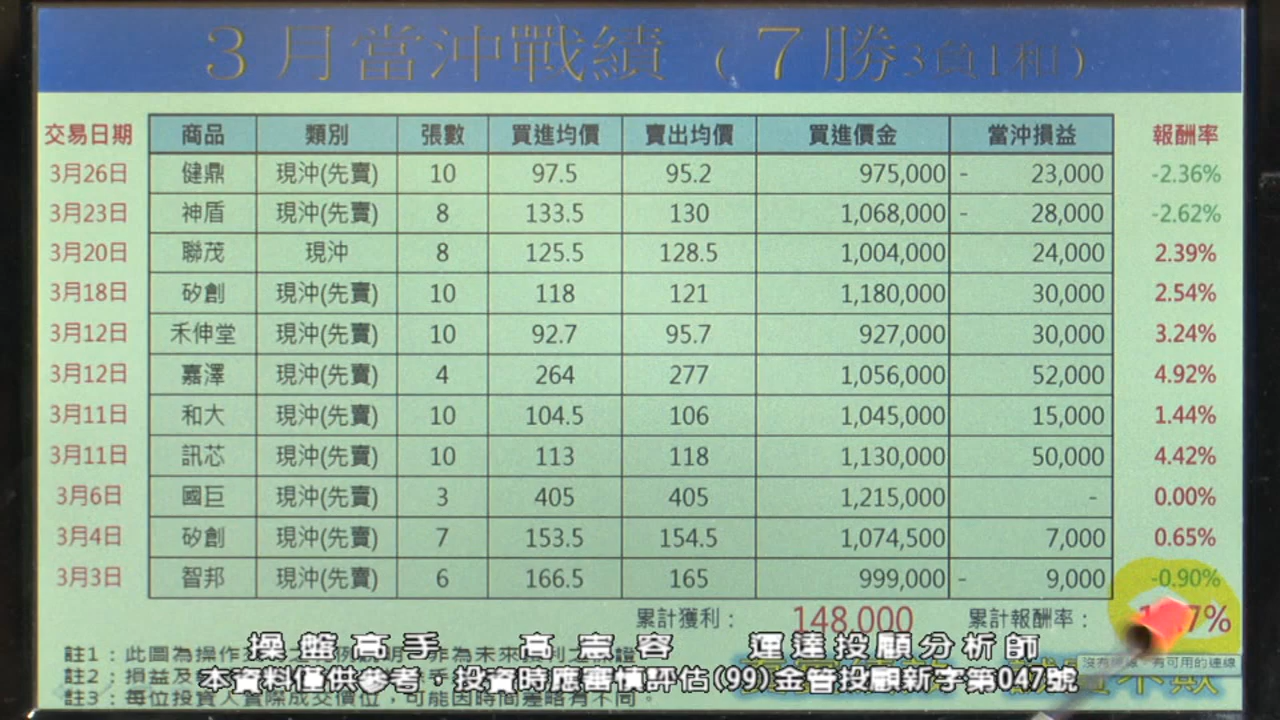 3月當沖戰績(7勝3負1和)
交易日期 商品 類別 張數 買進均價 賣出均價 買進價金 當沖損益 報酬率
3月26日 健鼎 現沖(先賣) 10 97.5 95.2 975,000 - 23,000 -2.36%
3月23日 神盾 現沖(先賣) 8 133.5 130 1,068,000 - 28,000 -2.62%
3月20日 聯茂 現沖 8 125.5 128.5 1,004,000 24,000 2.39%
3月18日 矽創 現沖(先賣) 10 118 121 1,180,000 30,000 2.54%
3月12日 禾伸堂 現沖(先賣) 10 92.7 95.7 927,000 30,000 3.24%
3月12日 嘉澤 現沖(先賣) 4 264 277 1,056,000 52,000 4.92%
3月11日 和大 現沖(先賣) 10 104.5 106 1,045,000 15,000 1.44%
3月11日 訊芯 現沖(先賣) 10 113 118 1,130,000 50,000 4.42%
3月6日 國巨 現沖(先賣) 3 405 405 1,215,000 - 0.00%
3月4日 矽創 現沖(先賣) 7 153.5 154.5 1,074,500 7,000 0.65%
3月3日 智邦 現沖(先賣) 6 166.5 165 999,000 - 9,000 -0.90%
累計獲利: 148,000 累計報酬率: 7%
操盤高手 高憲容 運達投顧分析師
註1:此圖為操作
註2:損益及
本資料僅供參考,投資時應審慎評估(99)金管投顧新字第047號
註3:每位投資人實際成交價位,可能因時間差略有不同。